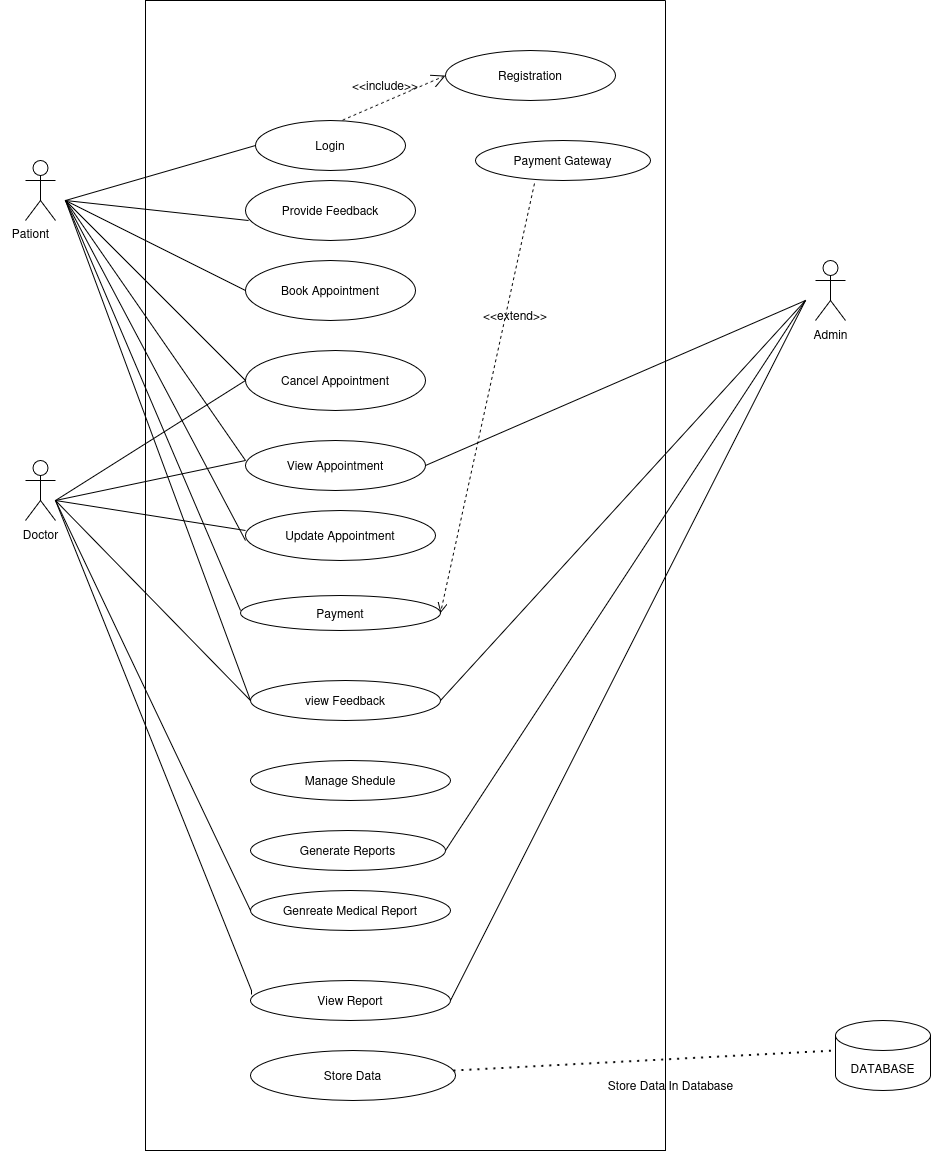 Registration
<<include>>
Login
Payment Gateway
Provide Feedback
Pationt
Book Appointment
<<extend>>
Admin
Cancel Appointment
View Appointment
Doctor
Update Appointment
Payment
view Feedback
Manage Shedule
Generate Reports
Genreate Medical Report
View Report
Store Data
DATABASE
Store Data In Database